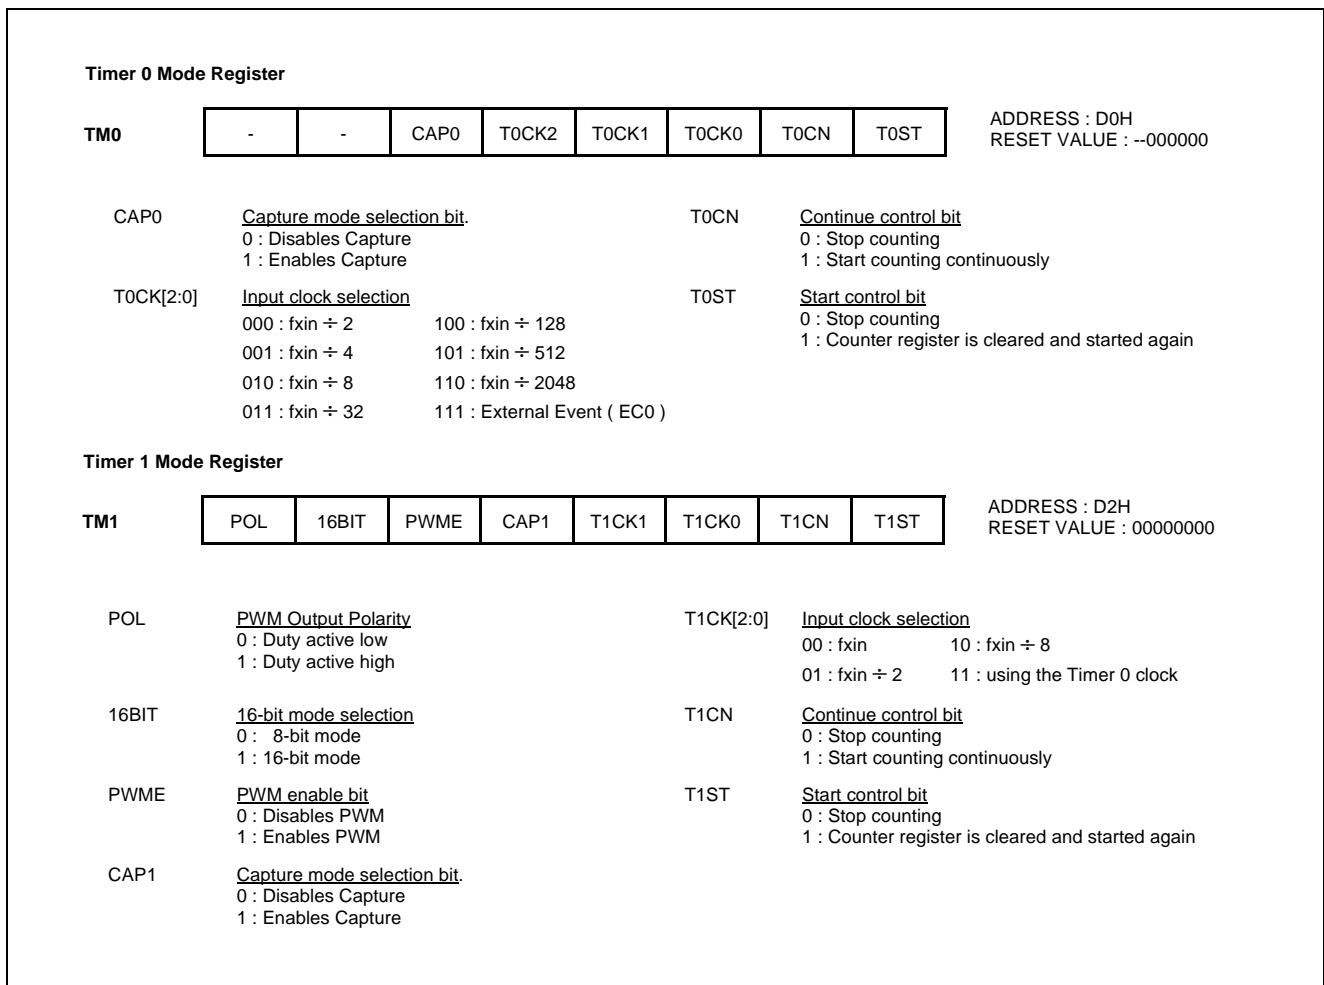 Timer 0 Mode Register
TM0 - - CAP0 T0CK2 T0CK1 T0CK0 T0CN T0ST
ADDRESS : D0H
RESET VALUE : --000000
CAP0 Capture mode selection bit.
0 : Disables Capture
1 : Enables Capture
T0CN Continue control bit
0 : Stop counting
1 : Start counting continuously
T0CK[2:0] Input clock selection
000 : fxin ÷ 2 100 : fxin ÷ 128
001 : fxin ÷ 4 101 : fxin ÷ 512
010 : fxin ÷ 8 110 : fxin ÷ 2048
011 : fxin ÷ 32 111 : External Event ( EC0 )
T0ST Start control bit
0 : Stop counting
1 : Counter register is cleared and started again
Timer 1 Mode Register
TM1 POL 16BIT PWME CAP1 T1CK1 T1CK0 T1CN T1ST
ADDRESS : D2H
RESET VALUE : 00000000
POL PWM Output Polarity
0 : Duty active low
1 : Duty active high
T1CK[2:0] Input clock selection
00 : fxin 10 : fxin ÷ 8
01 : fxin ÷ 2 11 : using the Timer 0 clock
16BIT 16-bit mode selection
0 : 8-bit mode
1 : 16-bit mode
T1CN Continue control bit
0 : Stop counting
1 : Start counting continuously
PWME PWM enable bit
0 : Disables PWM
1 : Enables PWM
T1ST Start control bit
0 : Stop counting
1 : Counter register is cleared and started again
CAP1 Capture mode selection bit.
0 : Disables Capture
1 : Enables Capture